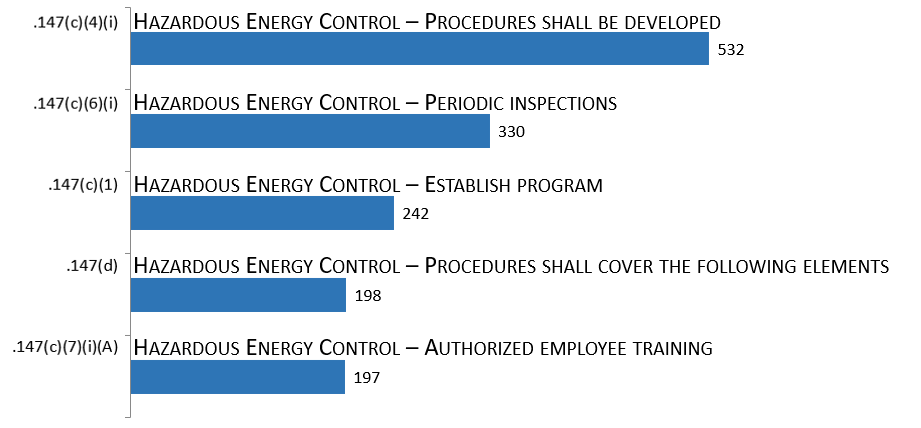 .147(c)(4)(i) Hazardous Energy Control – Procedures shall be developed
532
.147(c)(6)(i) Hazardous Energy Control – Periodic inspections
330
.147(c)(1) Hazardous Energy Control – Establish program
242
.147(d) Hazardous Energy Control – Procedures shall cover the following elements
198
.147(c)(7)(i)(A) Hazardous Energy Control – Authorized employee training
197